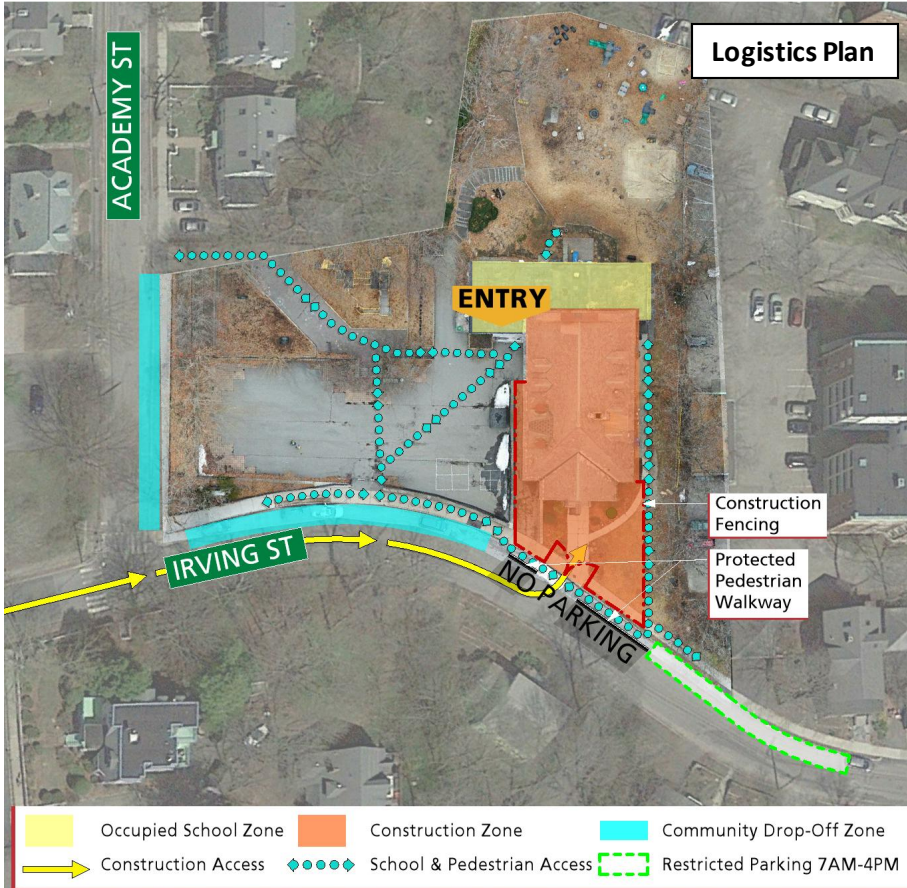 Logistics Plan
ACADEMY ST
ENTRY
Construction
Fencing
Protected
Pedestrian
Walkway
IRVING ST
NO PARKING
Occupied School Zone
Construction Zone
Community Drop-Off Zone
Construction Access
School & Pedestrian Access
Restricted Parking 7AM-4PM